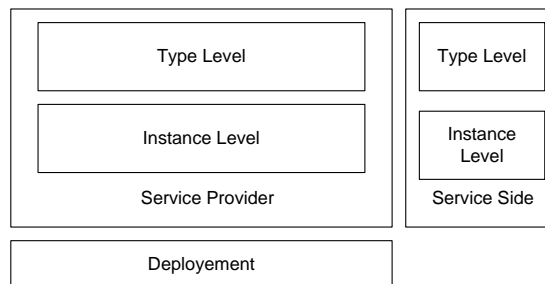 Type Level
Instance Level
Service Provider
Type Level
Instance
Level
Service Side
Deployement